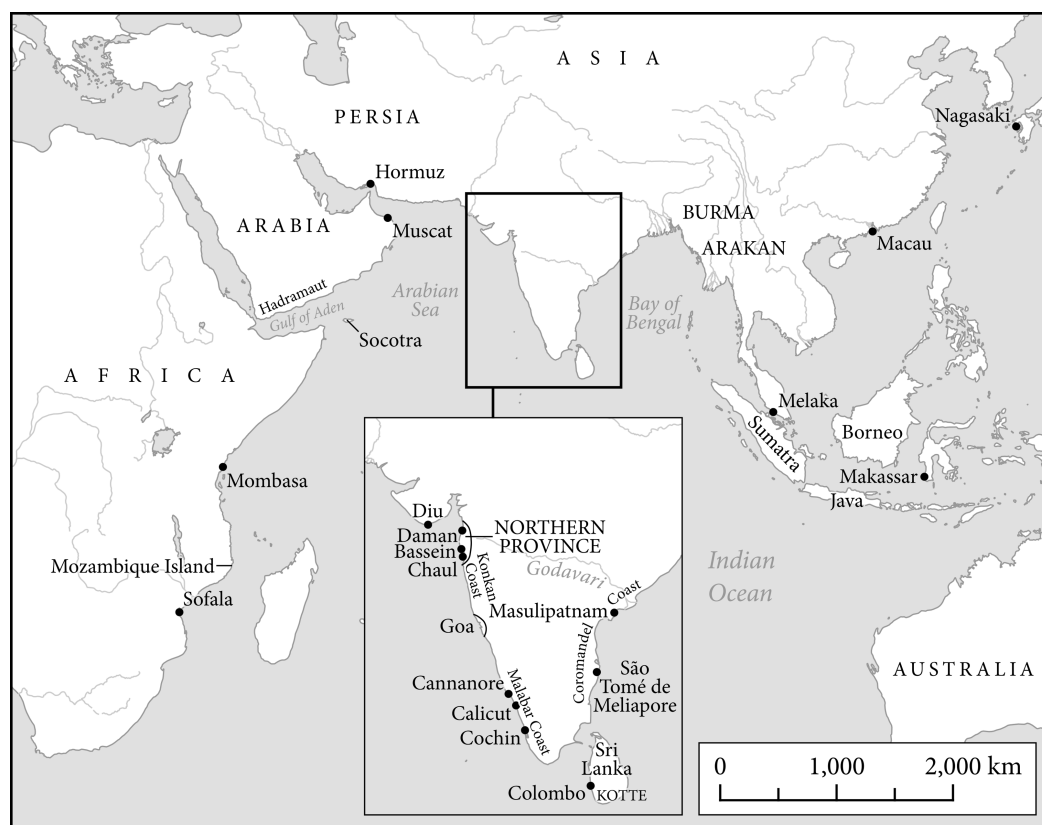 ASIA
PERSIA
Nagasaki
Hormuz
BURMA
ARABIA
Muscat
ARAKAN
Macau
Hadramaut
Gulf of Aden
Arabian
Sea
Bay of
Bengal
Socotra
AFRICA
Melaka
Sumatra
Borneo
Mombasa
Makassar
Java
Diu
Daman
NORTHERN
PROVINCE
Bassein
Chaul
Konkan
Coast
Godavari
Indian
Ocean
Mozambique Island
Sofala
Masulipatnam
Coromandel
Coast
Goa
São
Tomé de
Meliapore
AUSTRALIA
Cannanore
Malabar Coast
Calicut
Cochin
Sri
Lanka
Colombo
KOTTE
0 1,000 2,000 km